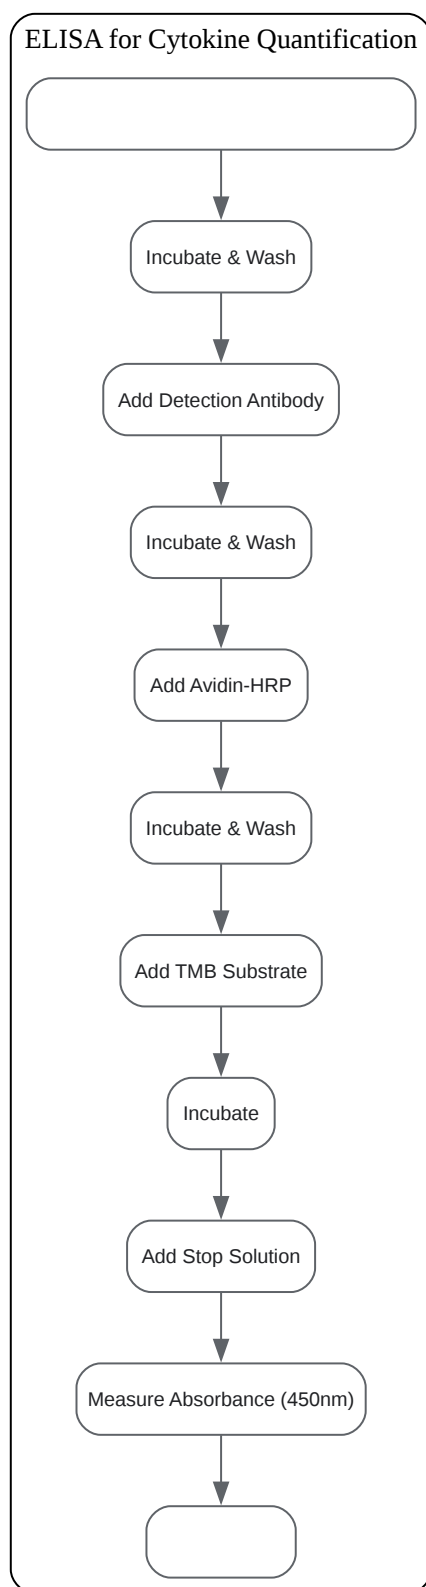 ELISA for Cytokine Quantification
Incubate & Wash
Add Detection Antibody
Incubate & Wash
Add Avidin-HRP
Incubate & Wash
Add TMB Substrate
Incubate
Add Stop Solution
Measure Absorbance (450nm)